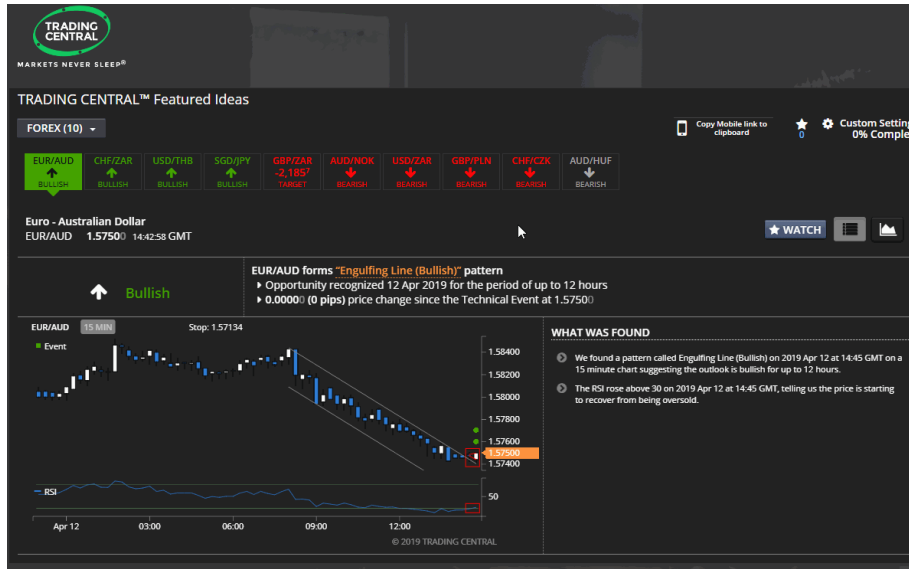 TRADING
CENTRAL
MARKETS NEVER SLEEP®
TRADING CENTRAL™ Featured Ideas
FOREX (10)
Copy Mobile link to
clipboard
0
Custom Setting
0% Comple
EUR/AUD
BULLISH
CHF/ZAR
BULLISH
USD/THB
BULLISH
SGD/JPY
BULLISH
GBP/ZAR
-2,185⁷
TARGET
AUD/NOK
BEARISH
USD/ZAR
BEARISH
GBP/PLN
BEARISH
CHF/CZK
BEARISH
AUD/HUF
BEARISH
Euro - Australian Dollar
EUR/AUD 1.57500 14:42:58 GMT
WATCH
Bullish
EUR/AUD forms "Engulfing Line (Bullish)" pattern
Opportunity recognized 12 Apr 2019 for the period of up to 12 hours
0.00000 (0 pips) price change since the Technical Event at 1.57500
EUR/AUD 15 MIN Stop: 1.57134
Event
1.58400
1.58200
1.58000
1.57800
1.57600
1.57500
1.57400
RSI
50
Apr 12 03:00 06:00 09:00 12:00
© 2019 TRADING CENTRAL
WHAT WAS FOUND
We found a pattern called Engulfing Line (Bullish) on 2019 Apr 12 at 14:45 GMT on a
15 minute chart suggesting the outlook is bullish for up to 12 hours.
The RSI rose above 30 on 2019 Apr 12 at 14:45 GMT, telling us the price is starting
to recover from being oversold.